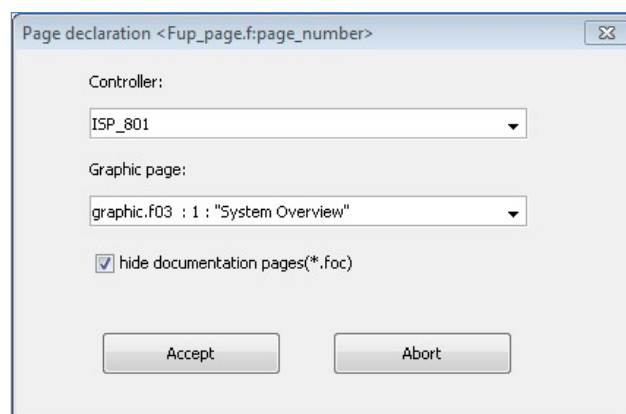 Page declaration <Fup_page.f:page_number>
Controller:
ISP_801
Graphic page:
graphic.f03 : 1 : "System Overview"
hide documentation pages(*.foc)
Accept Abort